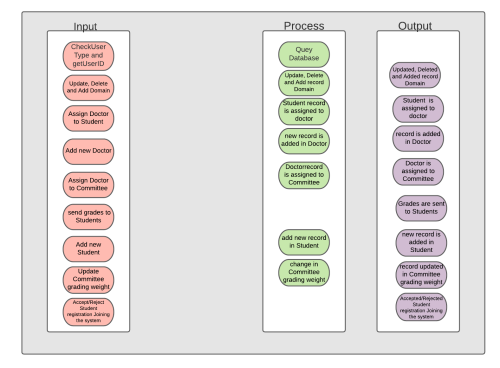 Input
CheckUser
Type and
getUserID
Update, Delete
and Add Domain
Assign Doctor
to Student
Add new Doctor
Assign Doctor
to Committee
send grades to
Students
Add new
Student
Update
Committee
grading weight
Accept/Reject
Student
registration Joining
the system
Process
Quey
Database
Update, Delete
and Add record
Domain
Student record
is assigned to
doctor
new record is
added in Doctor
Doctorrecord
is assigned to
Committee
add new record
in Student
change in
Committee
grading weight
Output
Updated, Deleted
and Added record
Domain
Student is
assigned to
doctor
record is added
in Doctor
Doctor is
assigned to
Committee
Grades are sent
to Students
new record is
added in
Student
record updated
in Committee
grading weight
Accepted/Rejected
Student
registration Joining
the system